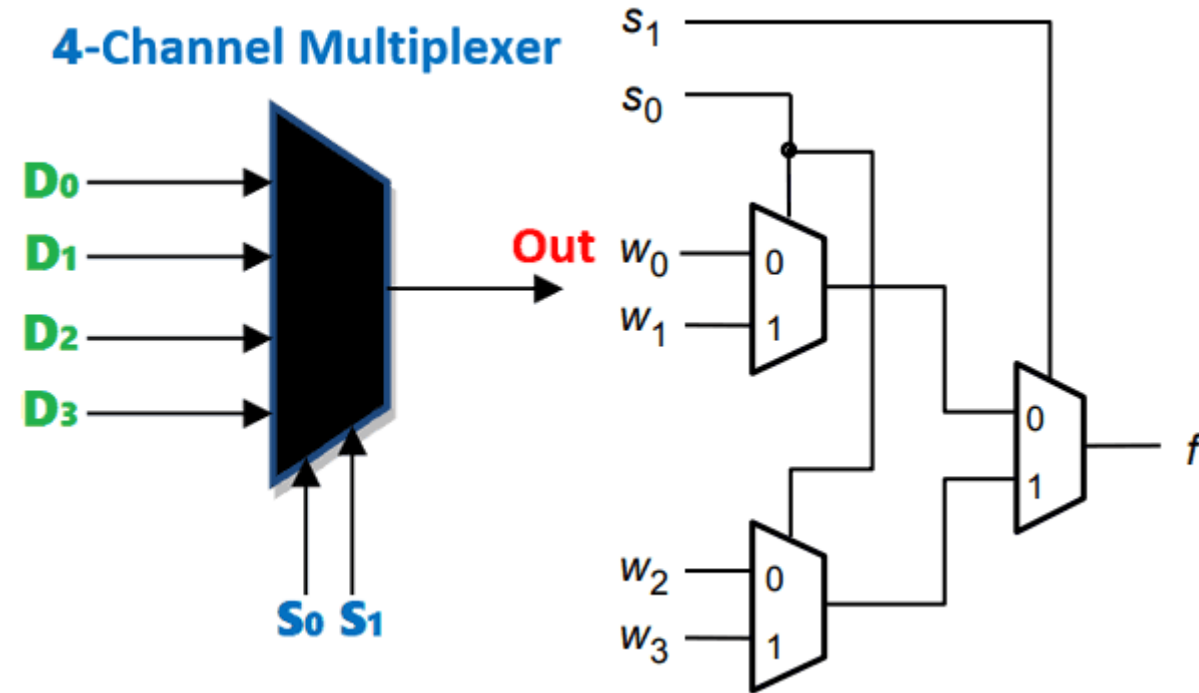 4-Channel Multiplexer
D0
D1
D2
D3
Out
S0 S1
s1
s0
w0
0
w1
1
w2
0
w3
1
0
1
f